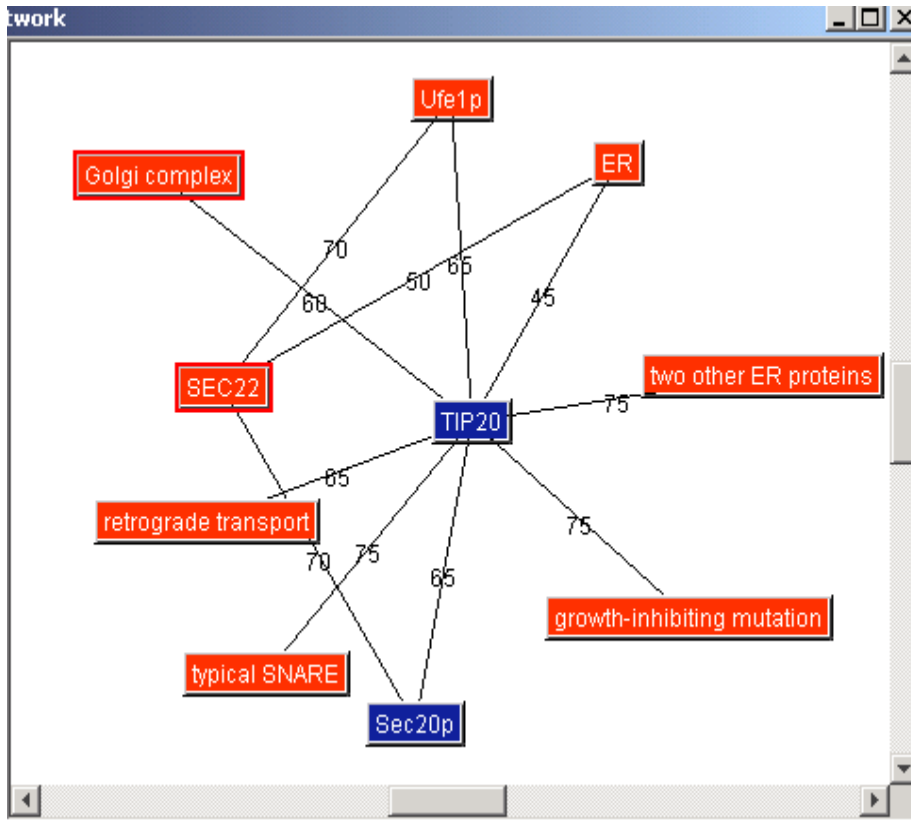 twork
Ufe1p
ER
Golgi complex
70
65
50
60
45
two other ER proteins
SEC22
75
TIP20
65
retrograde transport
75
75
70
65
growth-inhibiting mutation
typical SNARE
Sec20p